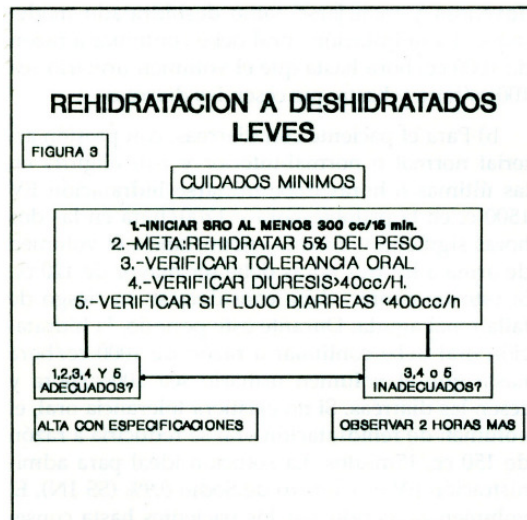 REHIDRATACION A DESHIDRATADOS
LEVES
FIGURA 3
CUIDADOS MINIMOS
1.-INICIAR SRO AL MENOS 300 cc/15 min.
2.-META:REHIDRATAR 5% DEL PESO
3.-VERIFICAR TOLERANCIA ORAL
4.-VERIFICAR DIURESIS>40cc/H.
5.-VERIFICAR SI FLUJO DIARREAS <400cc/h
1,2,3,4 Y 5
ADECUADOS?
3,4 o 5
INADECUADOS?
ALTA CON ESPECIFICACIONES
OBSERVAR 2 HORAS MAS